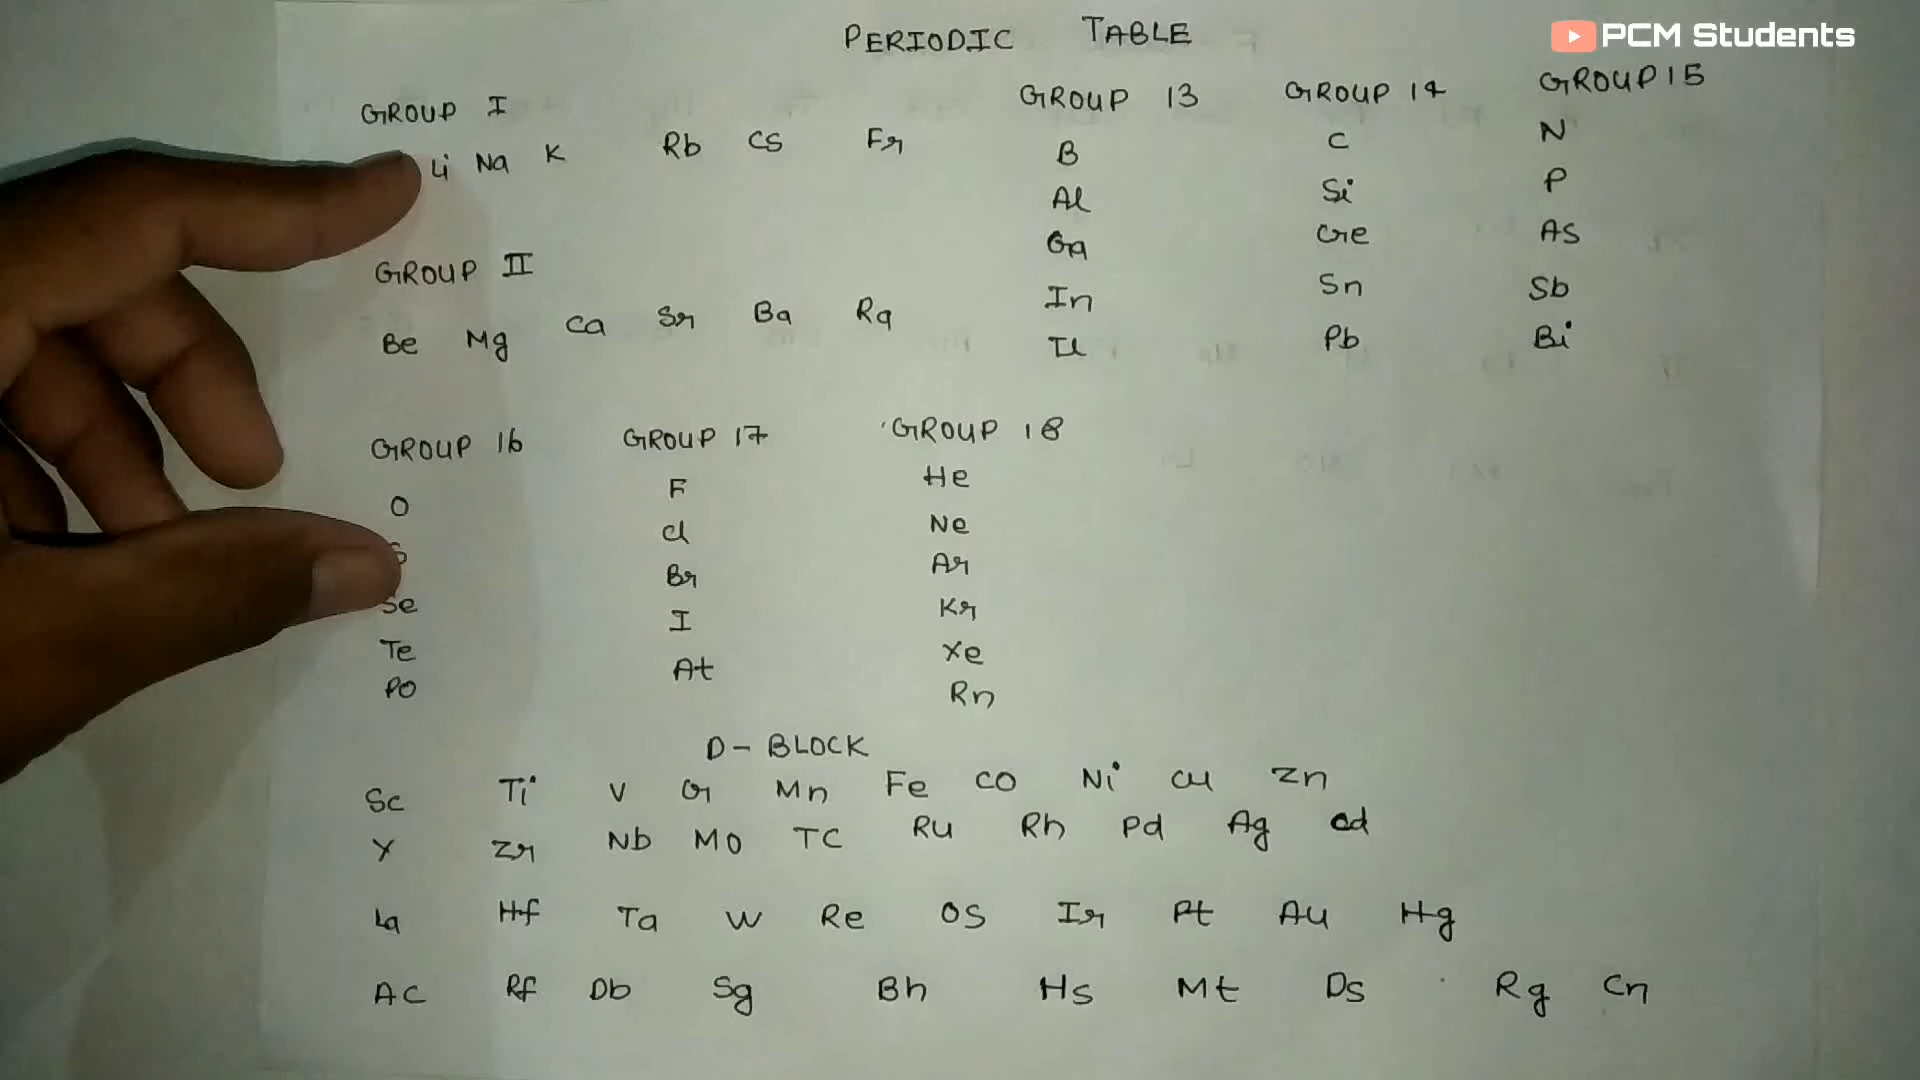 PERIODIC TABLE
PCM Students
GROUP I
Li Na K Rb Cs Fr
GROUP II
Be Mg Ca Sr Ba Ra
GROUP 13
B
Al
Ga
In
Tl
GROUP 14
C
Si
Ge
Sn
Pb
GROUP 15
N
P
As
Sb
Bi
GROUP 16
O
S
Se
Te
PO
GROUP 17
F
Cl
Br
I
At
GROUP 18
He
Ne
Ar
Kr
Xe
Rn
D-BLOCK
Sc Ti V Cr Mn Fe CO Ni Cu Zn
Y Zr Nb MO TC Ru Rh Pd Ag Cd
La Hf Ta W Re OS Ir Pt Au Hg
AC Rf Db Sg Bh Hs Mt Ds Rg Cn